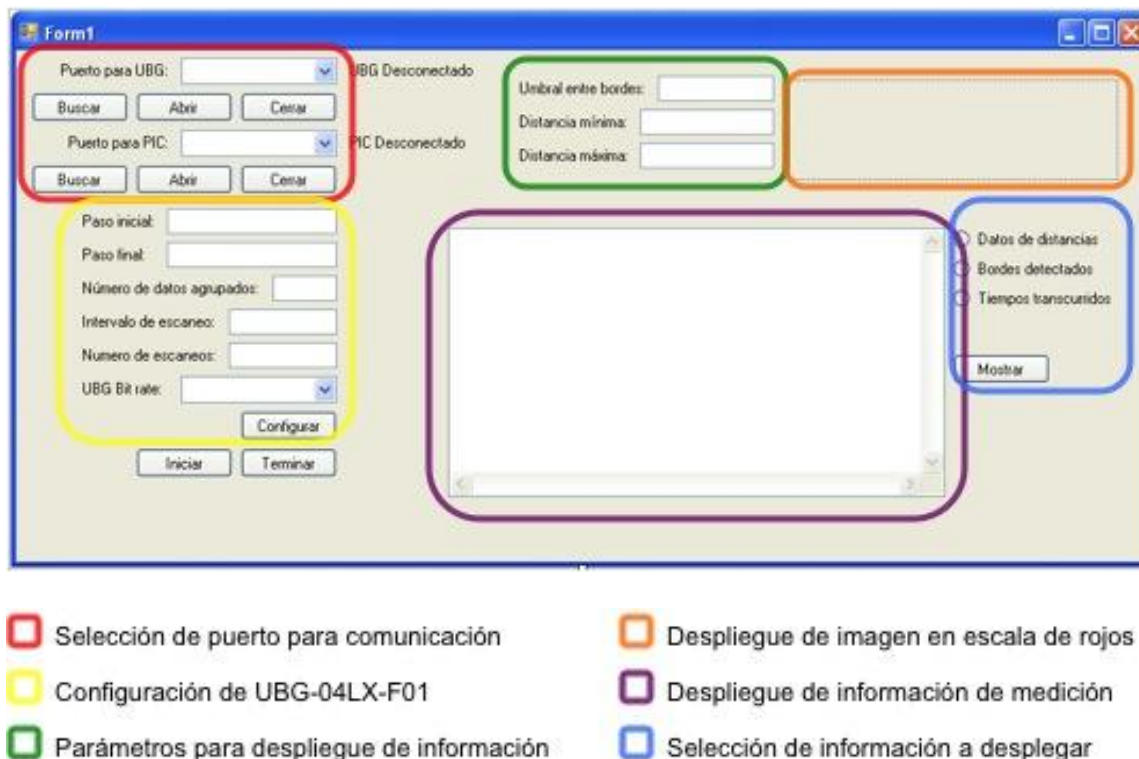 Form1
Puerto para UBG:
UBG Desconectado
Buscar
Abrir
Cerrar
Puerto para PIC:
PIC Desconectado
Buscar
Abrir
Cerrar
Umbral entre bordes:
Distancia mínima:
Distancia máxima:
Paso inicial:
Paso final:
Número de datos agrupados:
Intervalo de escaneo:
Numero de escaneos:
UBG Bit rate:
Configurar
Iniciar
Terminar
Datos de distancias
Bordes detectados
Tiempos transcurridos
Mostrar
Selección de puerto para comunicación
Configuración de UBG-04LX-F01
Parámetros para despliegue de información
Despliegue de imagen en escala de rojos
Despliegue de información de medición
Selección de información a desplegar